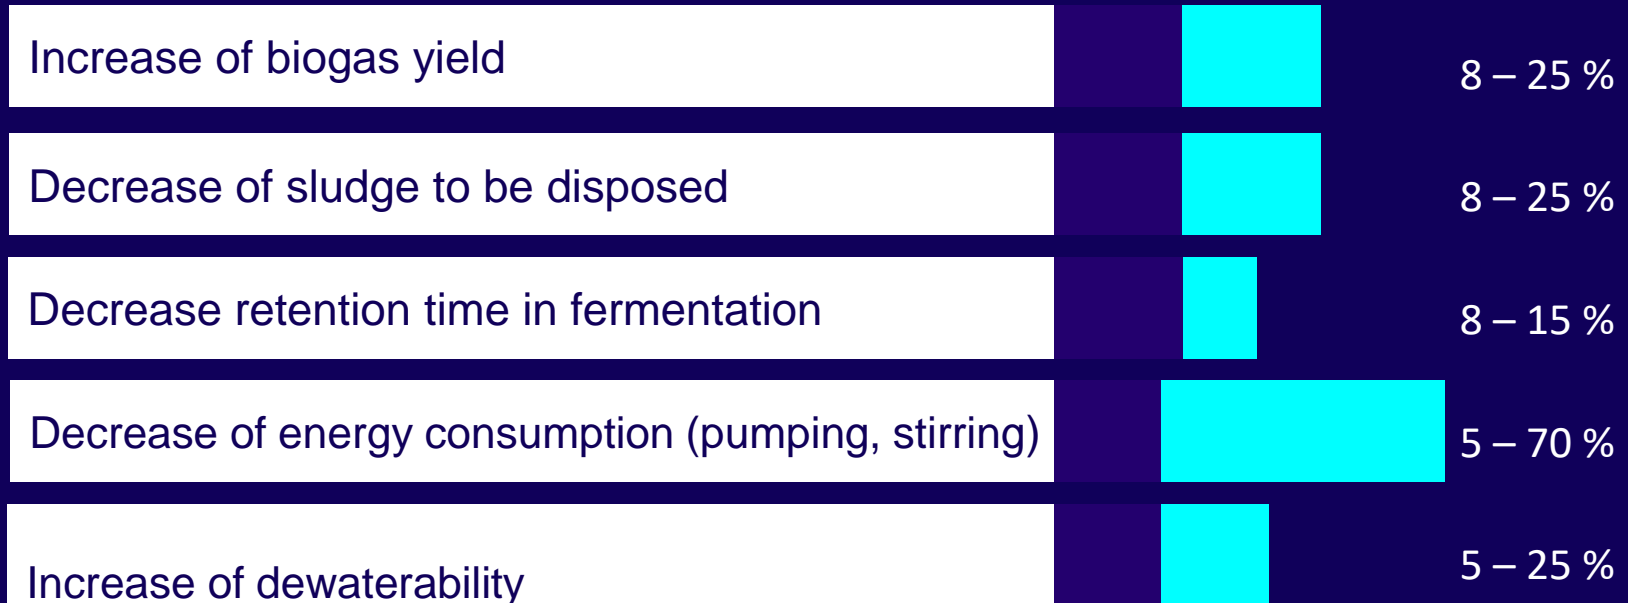 Increase of biogas yield
8 – 25 %
Decrease of sludge to be disposed
8 – 25 %
Decrease retention time in fermentation
8 – 15 %
Decrease of energy consumption (pumping, stirring)
5 – 70 %
Increase of dewaterability
5 – 25 %